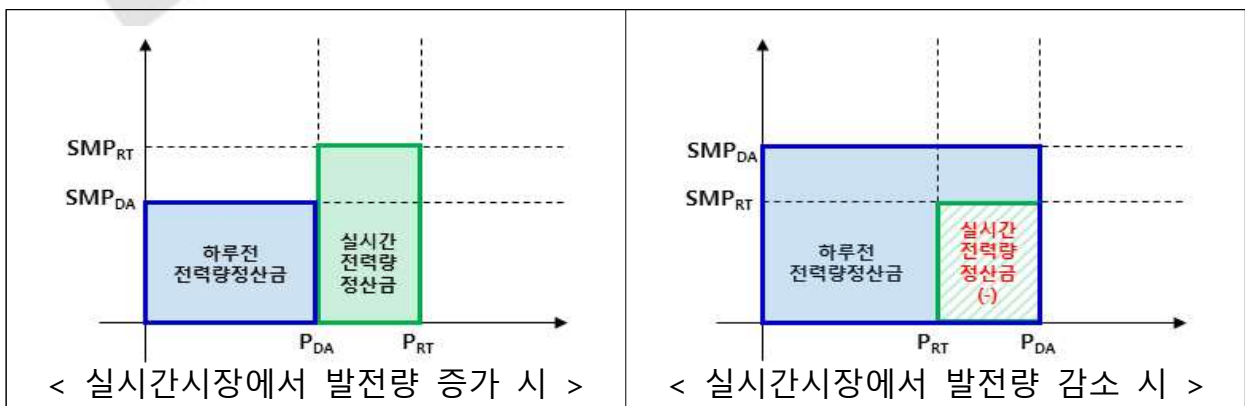 SMP_RT
SMP_DA
하루전
전력량정산금
실시간
전력량
정산금
P_DA
P_RT
< 실시간시장에서 발전량 증가 시 >
SMP_DA
SMP_RT
하루전
전력량정산금
실시간
전력량
정산금
(-)
P_RT
P_DA
< 실시간시장에서 발전량 감소 시 >